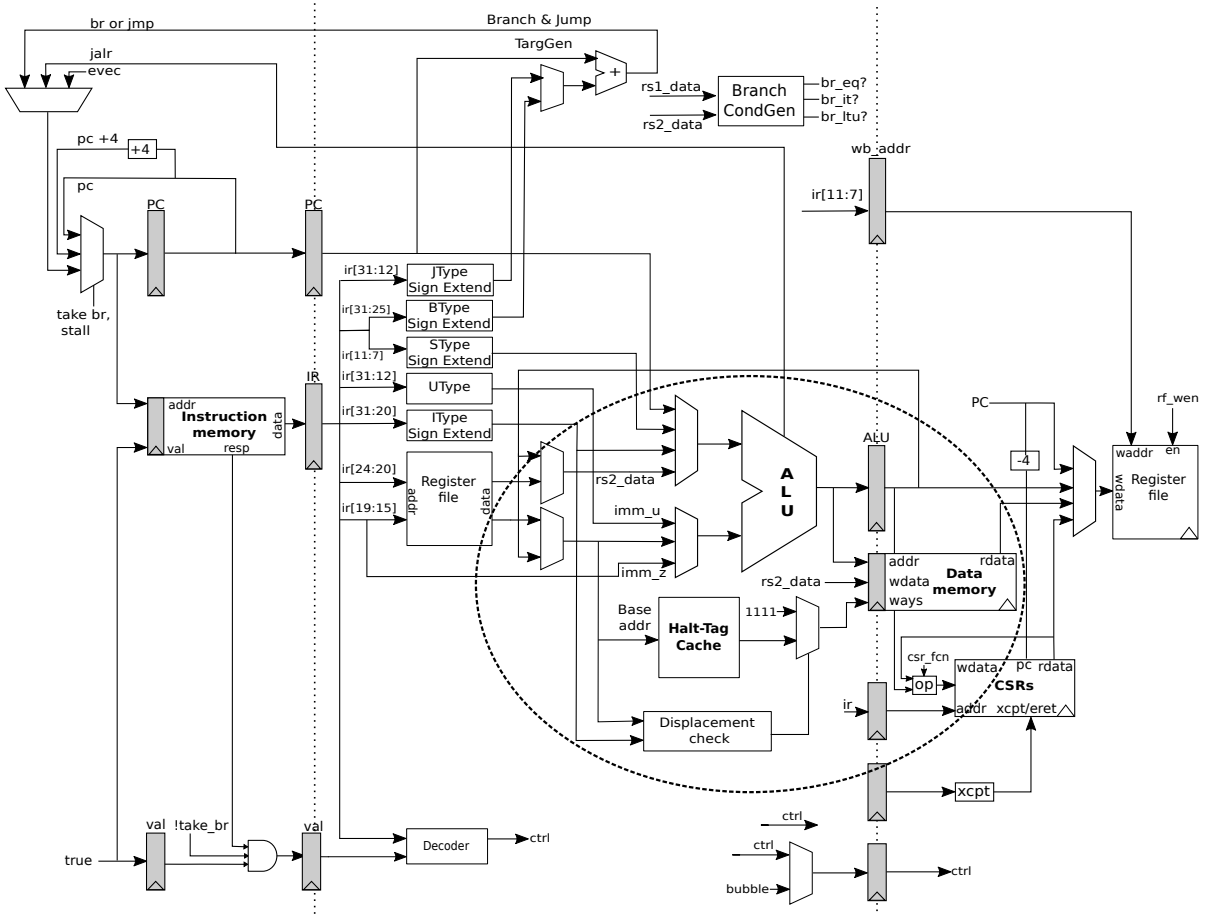 br or jmp
Branch & Jump
TargGen
jalr
evec
+
rs1_data
rs2_data
Branch
CondGen
br_eq?
br_it?
br_ltu?
pc +4
+4
pc
wb_addr
ir[11:7]
PC
PC
take br,
stall
ir[31:12]
JType
Sign Extend
ir[31:25]
BType
Sign Extend
ir[11:7]
SType
Sign Extend
IR
ir[31:12]
UType
ir[31:20]
IType
Sign Extend
addr
Instruction
memory
data
val
resp
ir[24:20]
ir[19:15]
Register
file
addr
data
rs2_data
imm_u
imm_z
A
L
U
ALU
PC
-4
rf_wen
waddr
en
wdata
Register
file
addr
rdata
rs2_data
wdata
Data
memory
ways
Base
addr
Halt-Tag
Cache
1111
csr_fcn
op
wdata
pc
rdata
CSRs
ir
addr
xcpt/eret
Displacement
check
xcpt
val
!take_br
val
true
Decoder
ctrl
ctrl
ctrl
bubble
ctrl